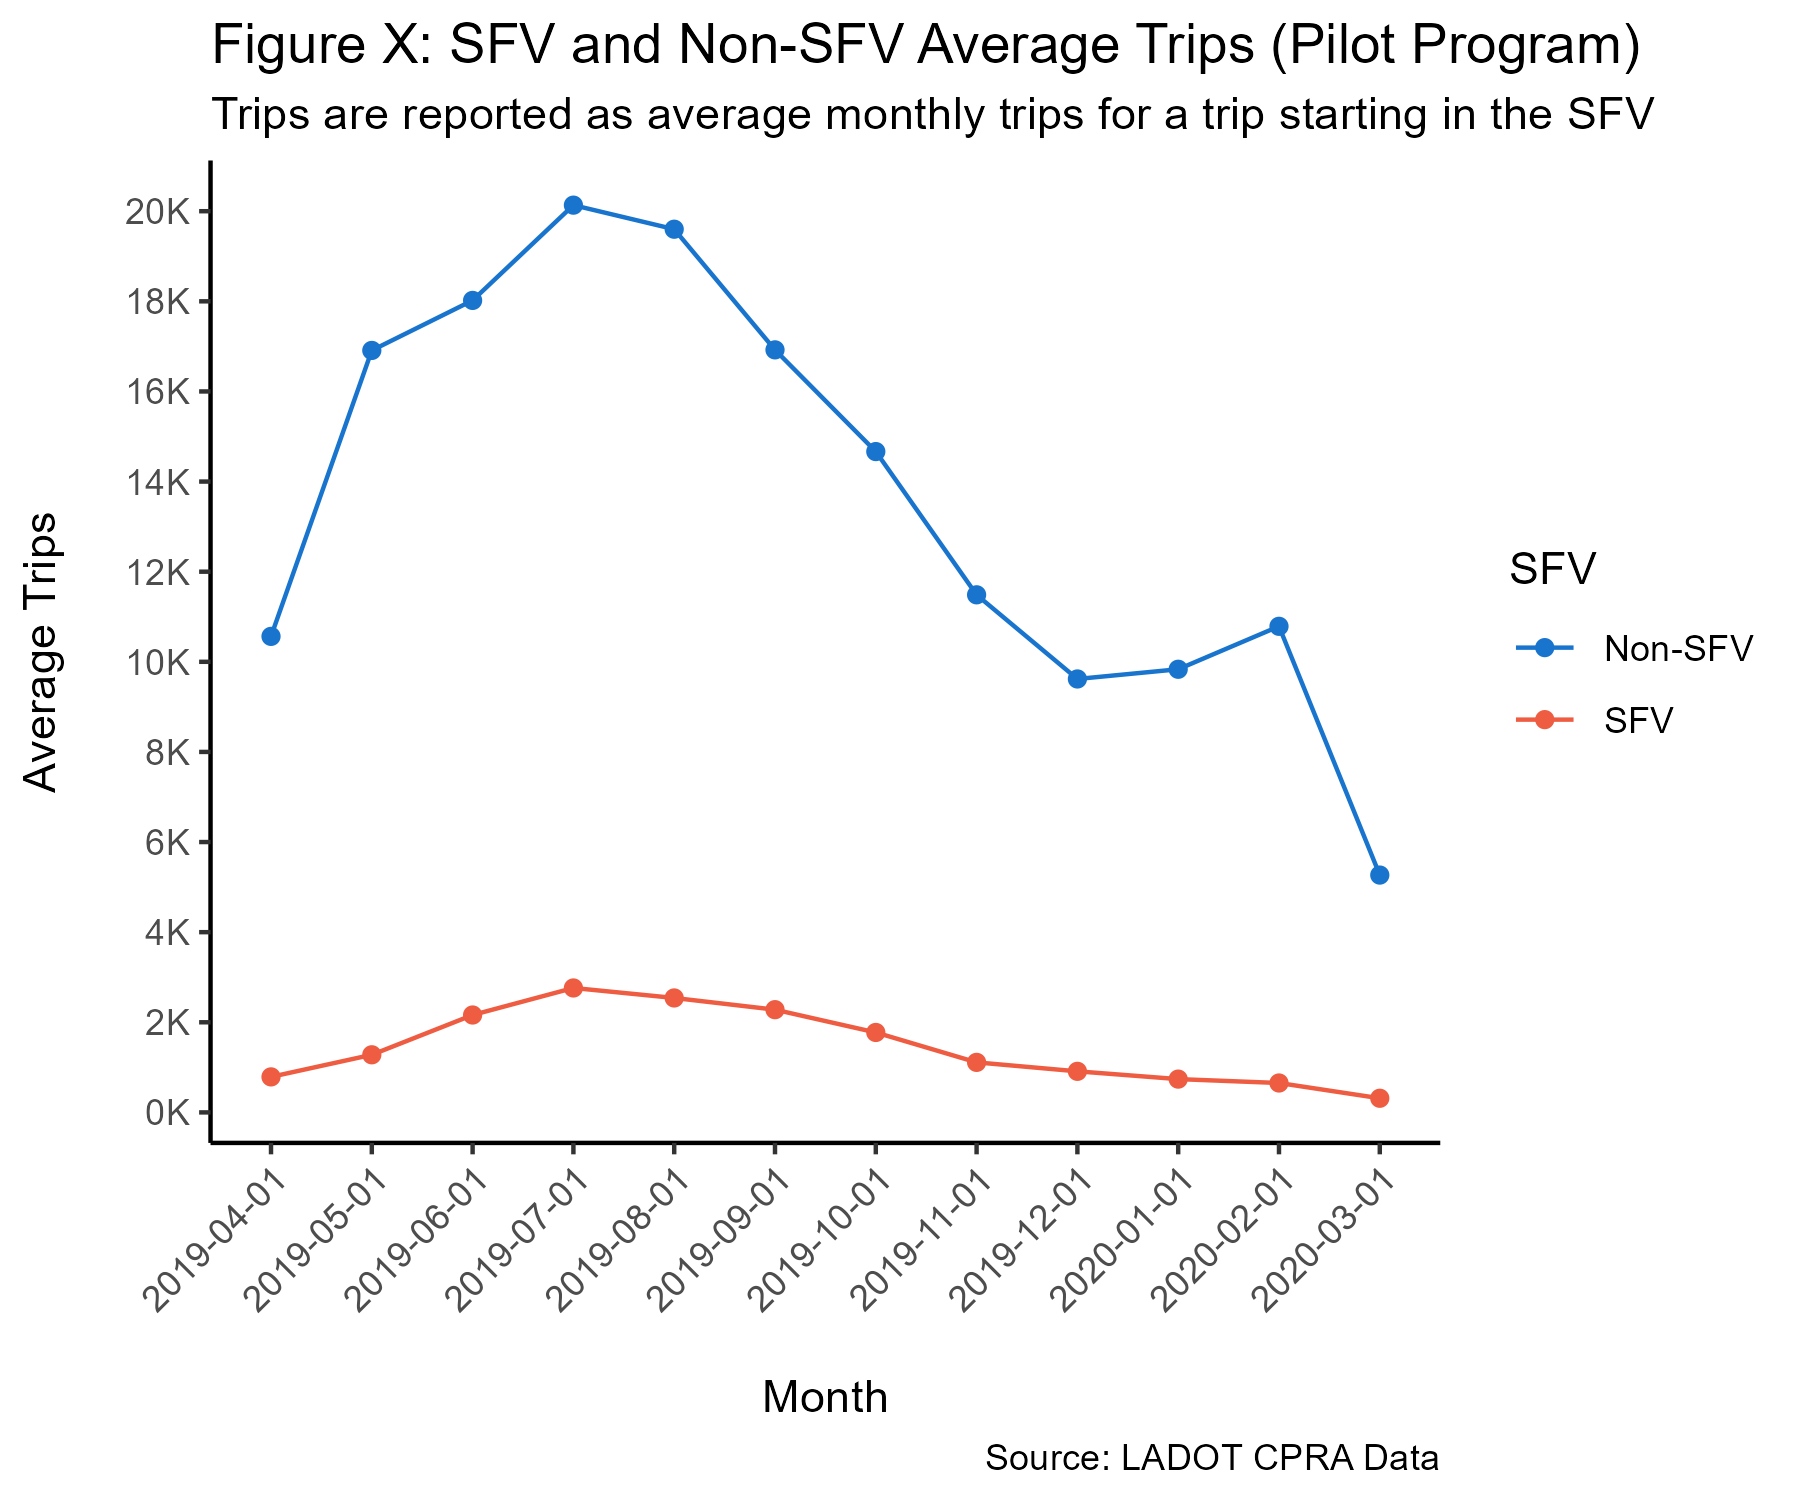 Figure X: SFV and Non-SFV Average Trips (Pilot Program)
Trips are reported as average monthly trips for a trip starting in the SFV
Average Trips
20K
18K
16K
14K
12K
10K
8K
6K
4K
2K
0K
2019-04-01
2019-05-01
2019-06-01
2019-07-01
2019-08-01
2019-09-01
2019-10-01
2019-11-01
2019-12-01
2020-01-01
2020-02-01
2020-03-01
Month
SFV
Non-SFV
SFV
Source: LADOT CPRA Data